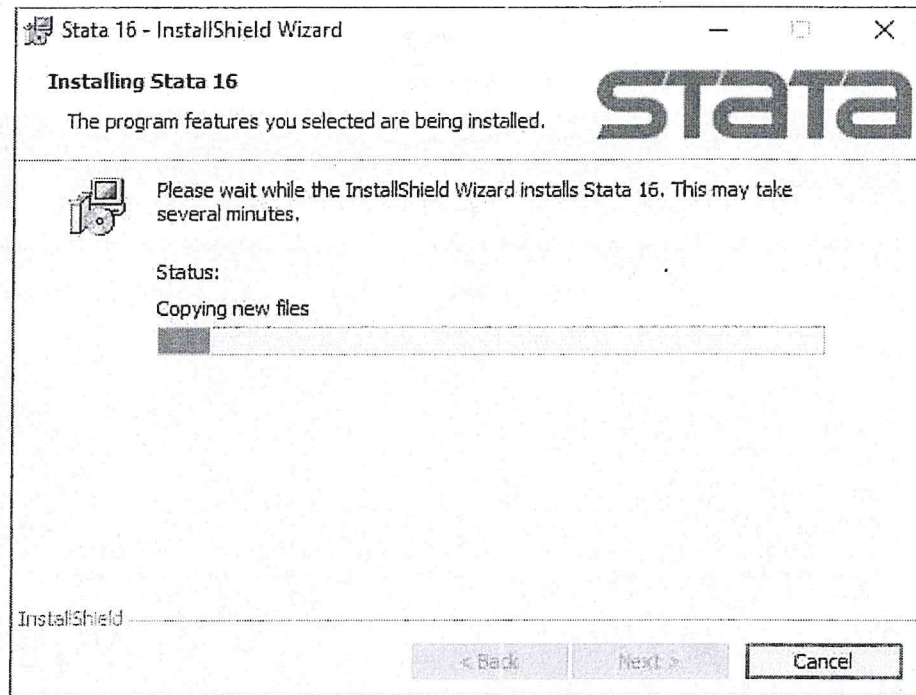 Stata 16 - InstallShield Wizard
Installing Stata 16
The program features you selected are being installed.
STaTa
Please wait while the InstallShield Wizard installs Stata 16. This may take
several minutes.
Status:
Copying new files
InstallShield
< Back
Next >
Cancel